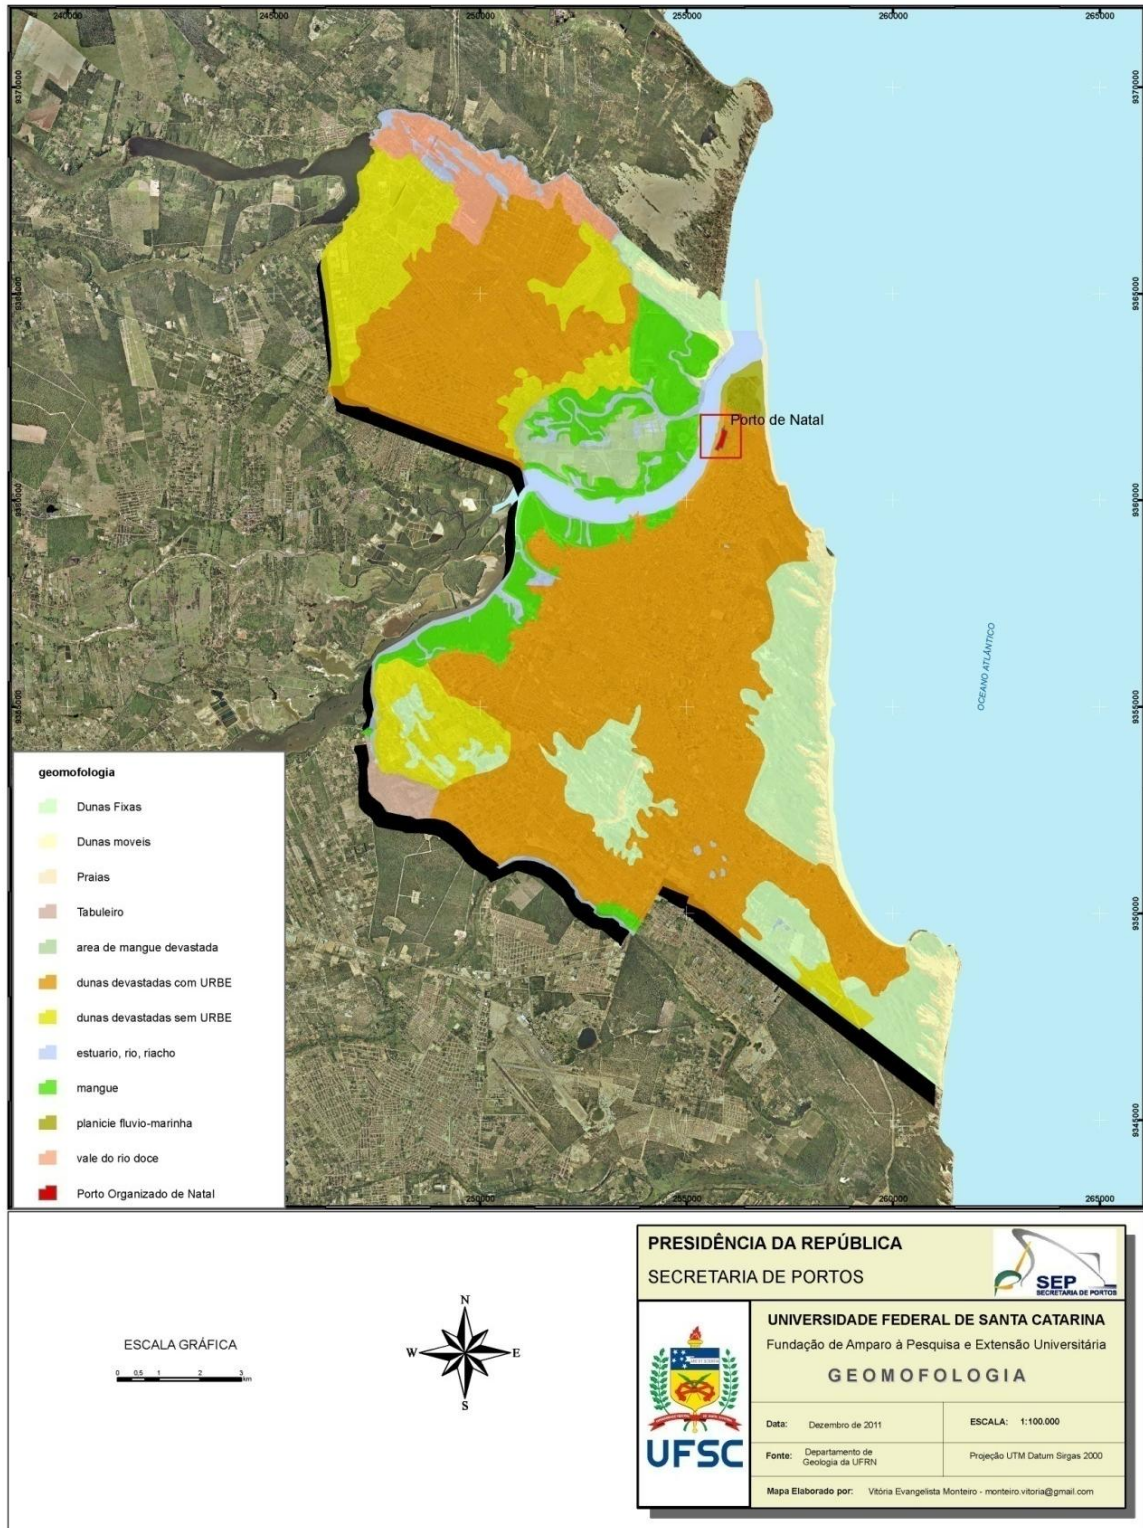 240000 245000 250000 255000 260000 265000
9370000 9370000
9365000 9365000
Porto de Natal
9360000 9360000
OCEANO ATLÂNTICO
9355000 9355000
geomofologia
Dunas Fixas
Dunas moveis
Praias
Tabuleiro
area de mangue devastada
dunas devastadas com URBE
dunas devastadas sem URBE
estuario, rio, riacho
mangue
planicie fluvio-marinha
vale do rio doce
Porto Organizado de Natal
9350000
9345000
250000 255000 260000 265000
ESCALA GRÁFICA
0 0,5 1 2 3
km
N
W E
S
PRESIDÊNCIA DA REPÚBLICA
SECRETARIA DE PORTOS
SEP
SECRETARIA DE PORTOS
UFSC
UNIVERSIDADE FEDERAL DE SANTA CATARINA
Fundação de Amparo à Pesquisa e Extensão Universitária
GEOMOFOLOGIA
Data: Dezembro de 2011
ESCALA: 1:100.000
Fonte: Departamento de
Geologia da UFRN
Projeção UTM Datum Sirgas 2000
Mapa Elaborado por: Vitória Evangelista Monteiro - monteiro.vitoria@gmail.com